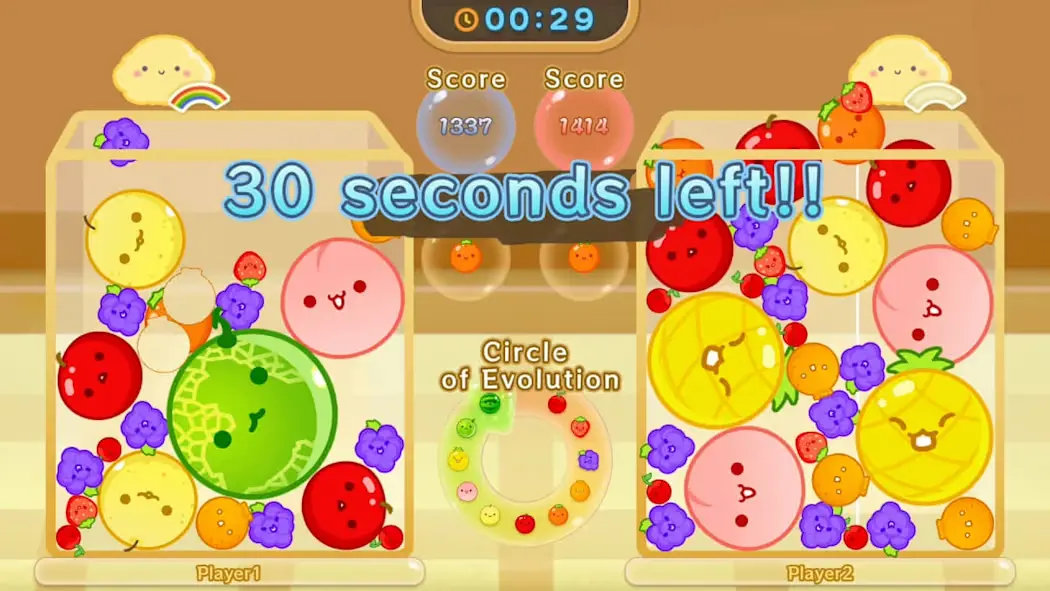 00:29
Score Score
1337 1414
30 seconds left!!
Circle
of Evolution
Player1 Player2